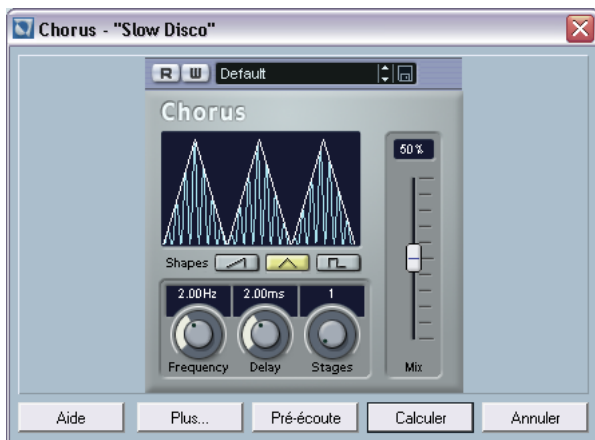 Chorus - "Slow Disco"
R W Default
Chorus
50%
Shapes
2.00Hz 2.00ms 1
Frequency Delay Stages Mix
Aide Plus... Pré-écoute Calculer Annuler